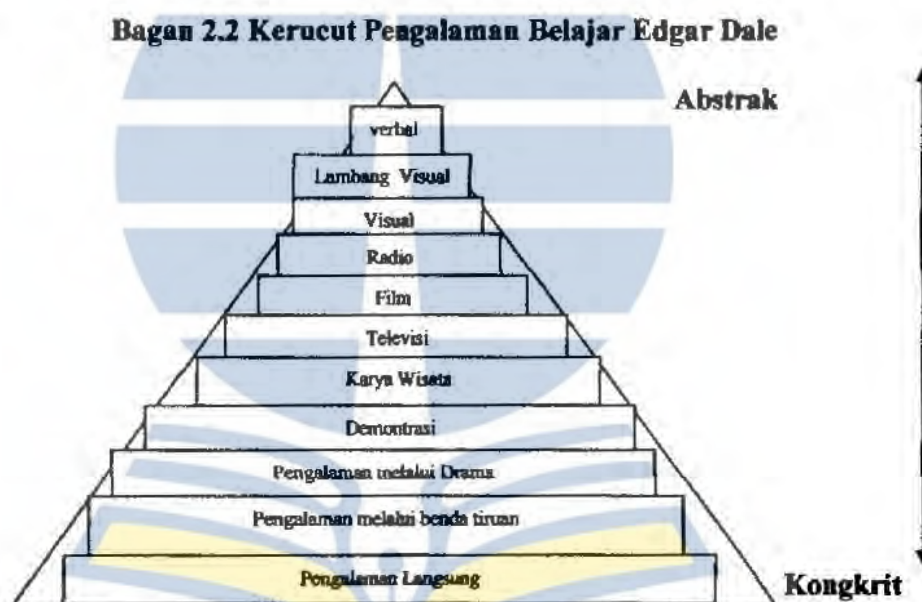 Bagan 2.2 Kerucut Pengalaman Belajar Edgar Dale
Abstrak
verbal
Lambang Visual
Visual
Radio
Film
Televisi
Karya Wisata
Demontrasi
Pengalaman melalui Drama
Pengalaman melalui benda tiruan
Pengalaman Langsung
Kongkrit